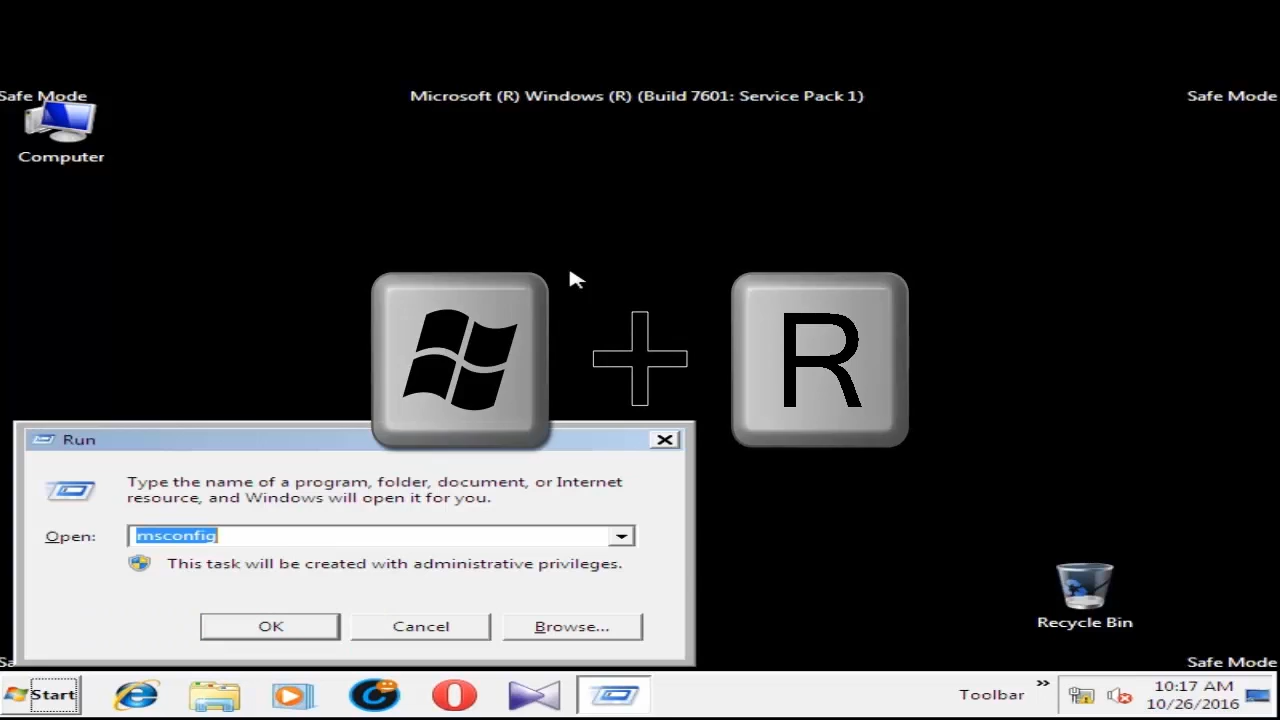 Safe Mode
Microsoft (R) Windows (R) (Build 7601: Service Pack 1)
Safe Mode
Computer
R
Run
Type the name of a program, folder, document, or Internet
resource, and Windows will open it for you.
Open:
msconfig
This task will be created with administrative privileges.
OK
Cancel
Browse...
Recycle Bin
Sa
Safe Mode
Start
Toolbar
10:17 AM
10/26/2016